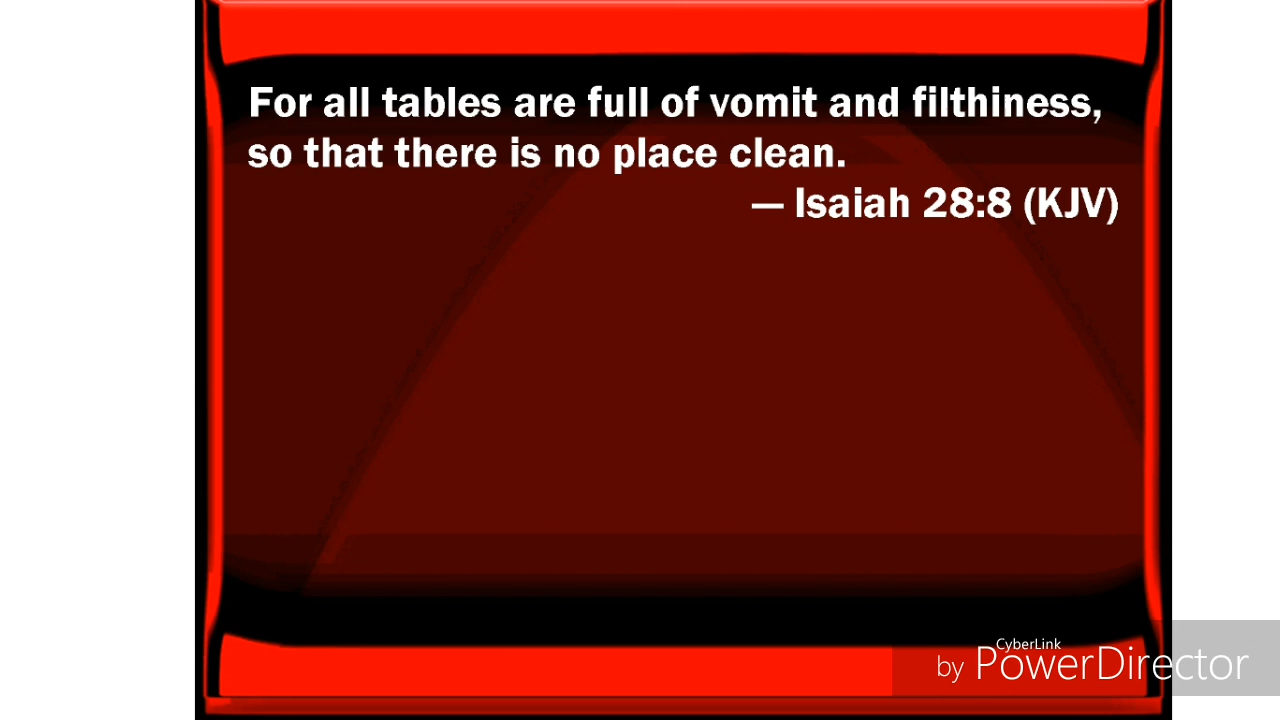 For all tables are full of vomit and filthiness,
so that there is no place clean.
— Isaiah 28:8 (KJV)
CyberLink
by PowerDirector